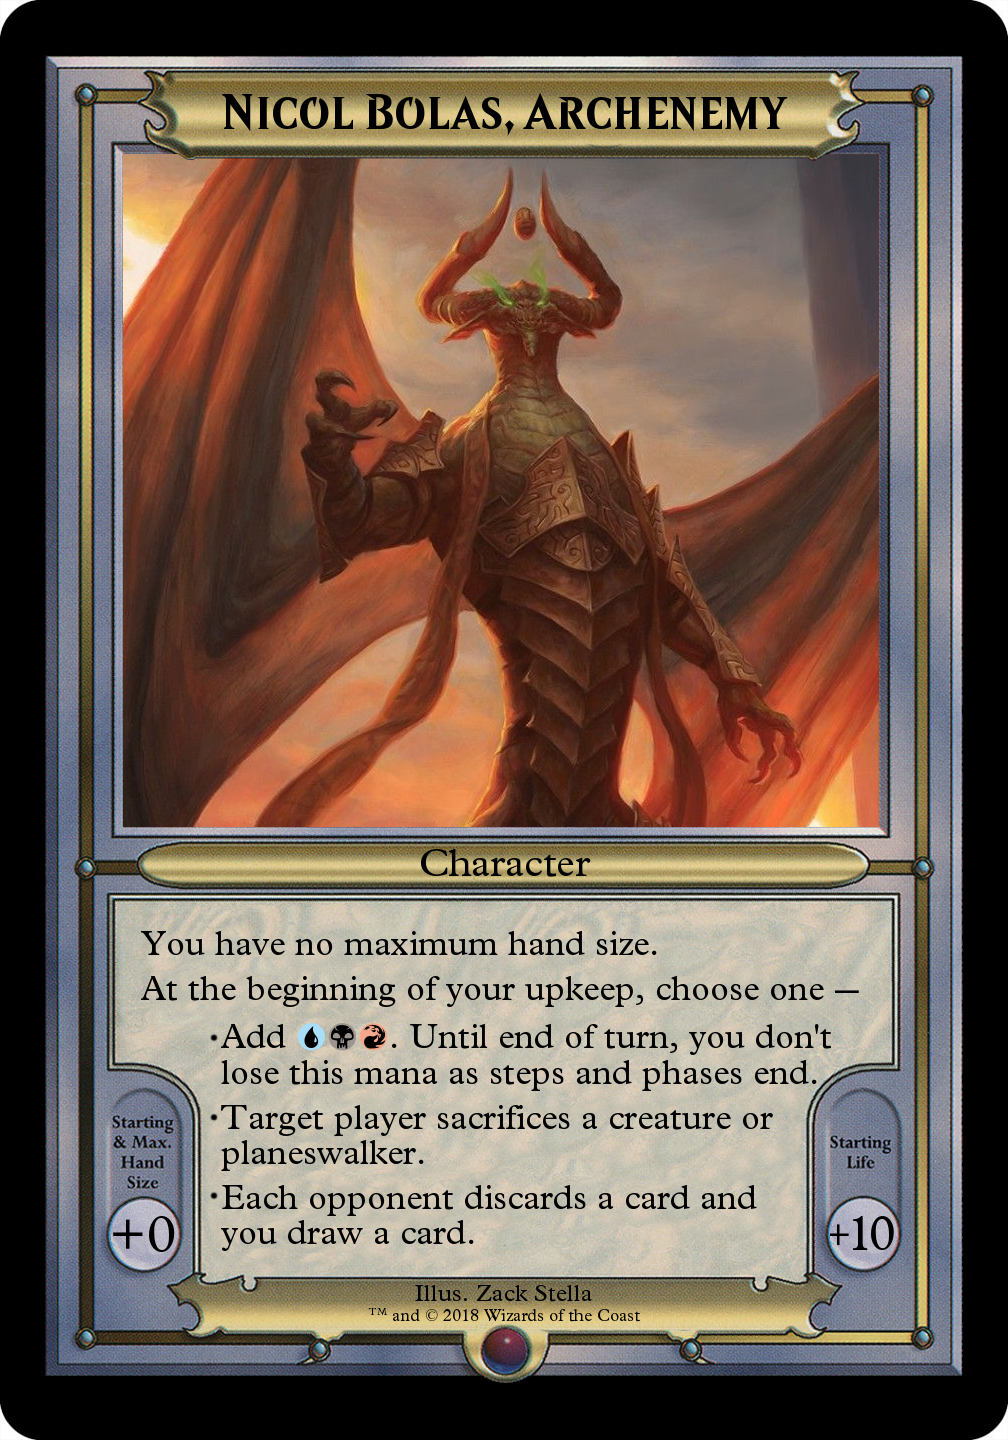 Nicol Bolas, Archenemy
Character
You have no maximum hand size.
At the beginning of your upkeep, choose one —
·Add . Until end of turn, you don't
lose this mana as steps and phases end.
·Target player sacrifices a creature or
planeswalker.
·Each opponent discards a card and
you draw a card.
Starting
& Max.
Hand
Size
+0
Starting
Life
+10
Illus. Zack Stella
™ and © 2018 Wizards of the Coast